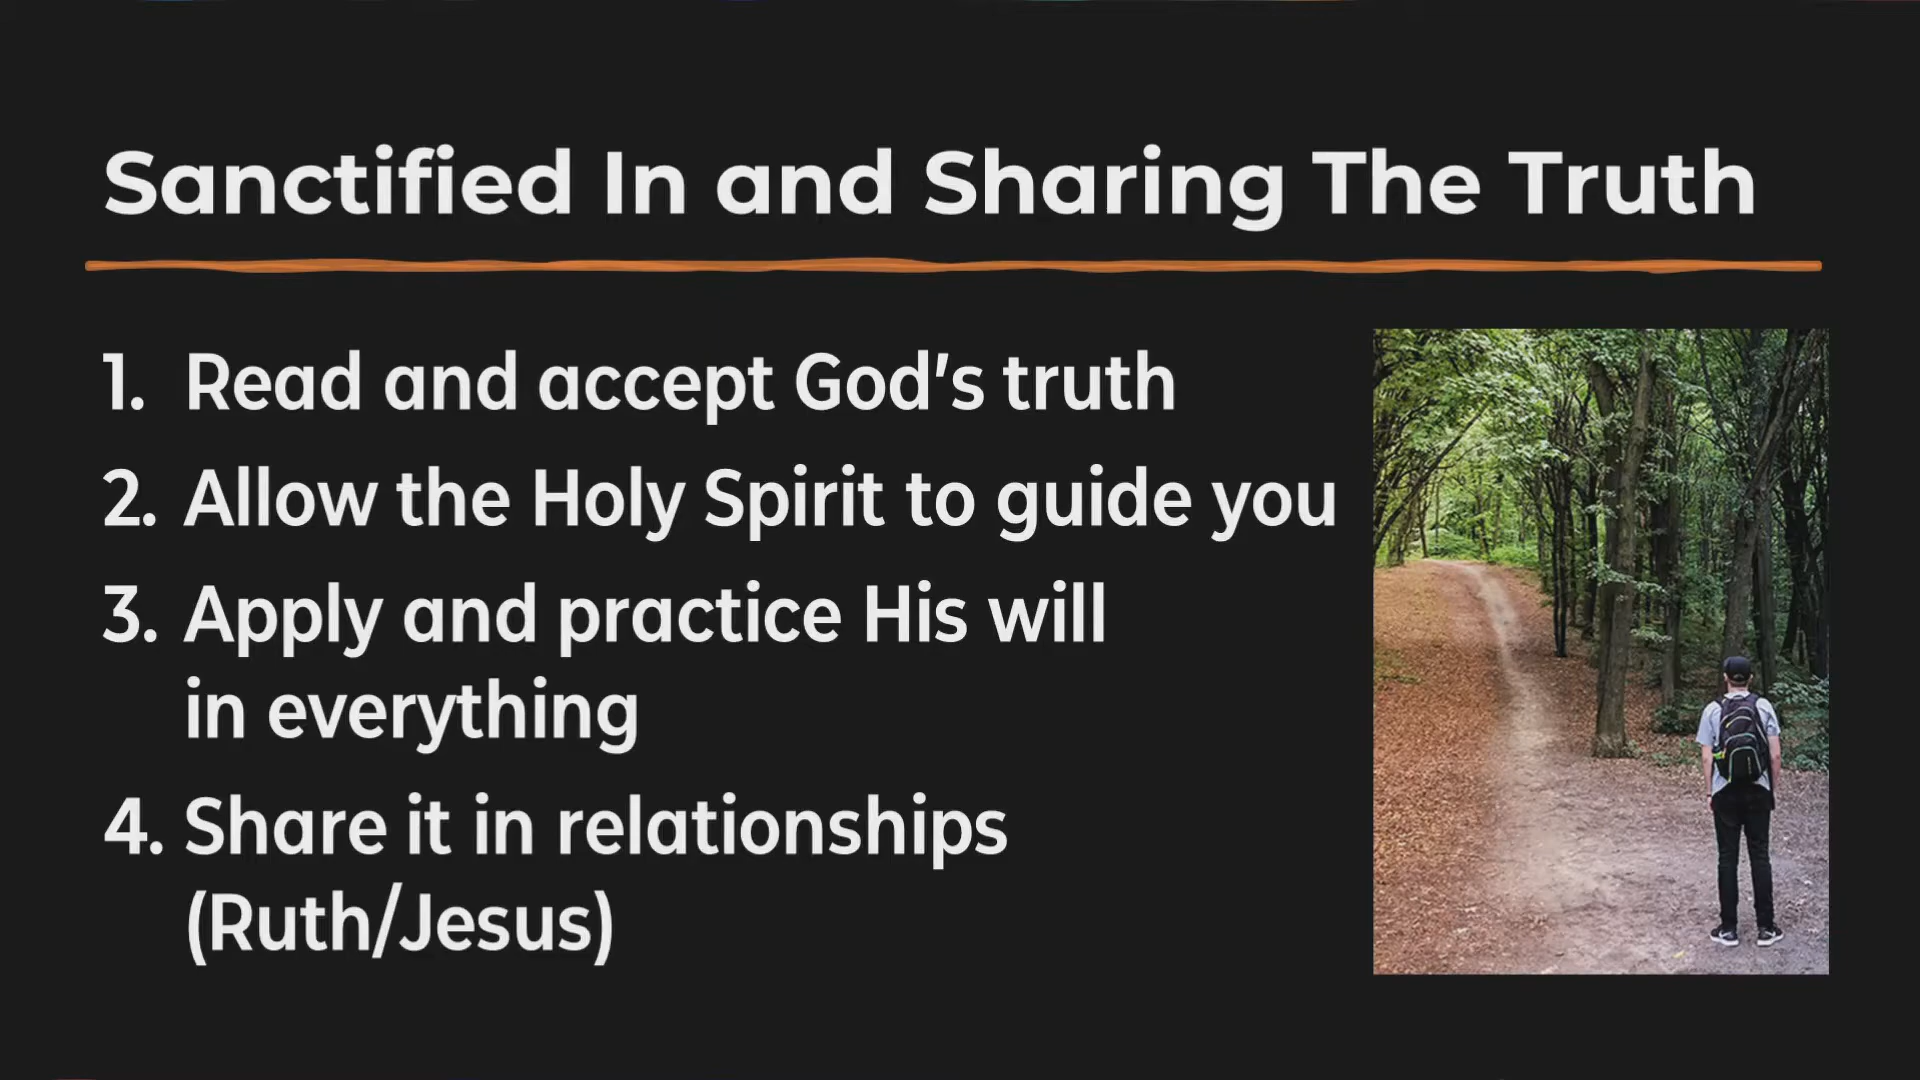 Sanctified In and Sharing The Truth
1. Read and accept God's truth
2. Allow the Holy Spirit to guide you
3. Apply and practice His will
in everything
4. Share it in relationships
(Ruth/Jesus)